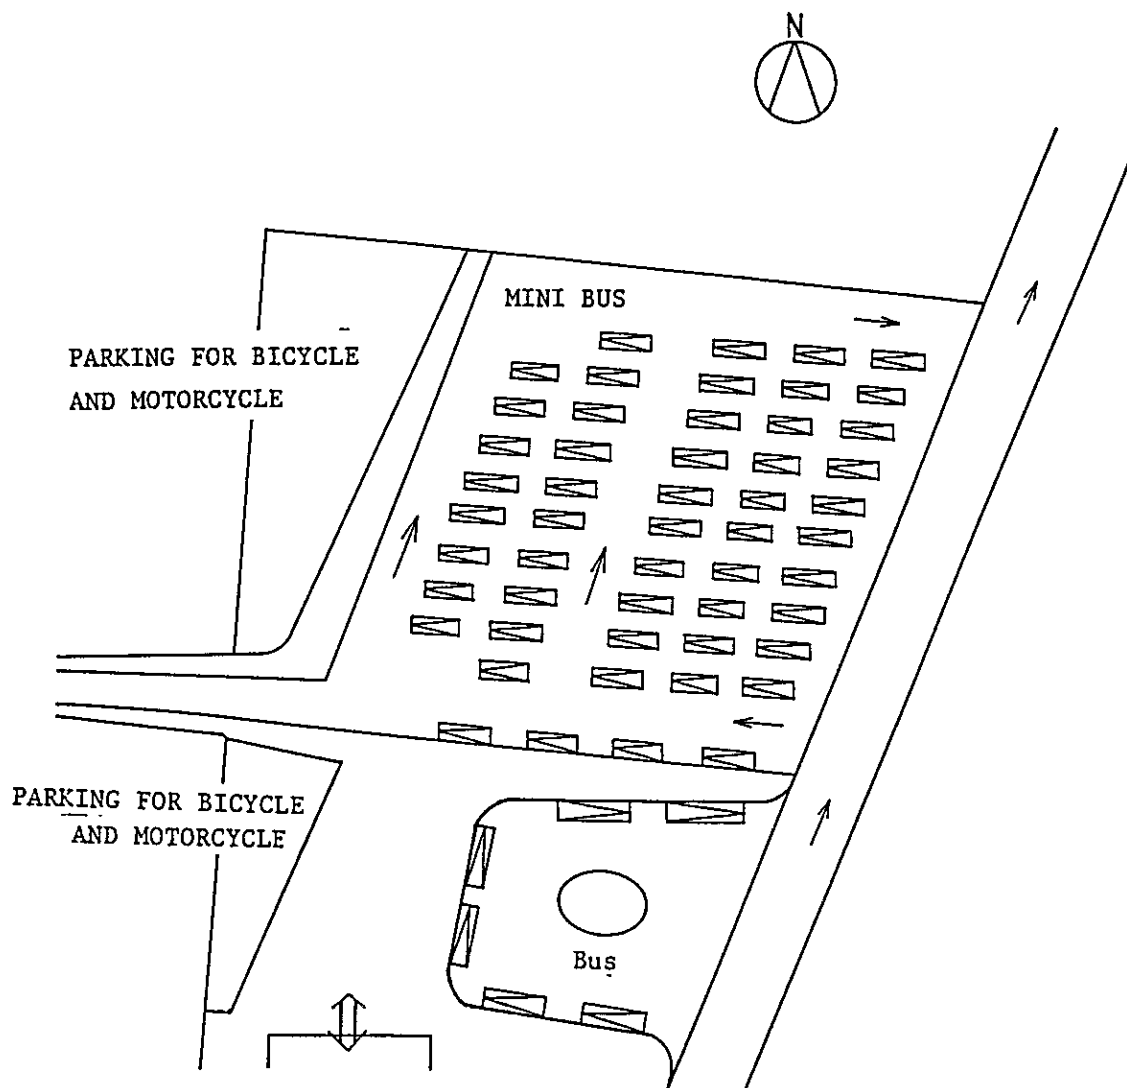 N
MINI BUS
PARKING FOR BICYCLE
AND MOTORCYCLE
PARKING FOR BICYCLE
AND MOTORCYCLE
Bus